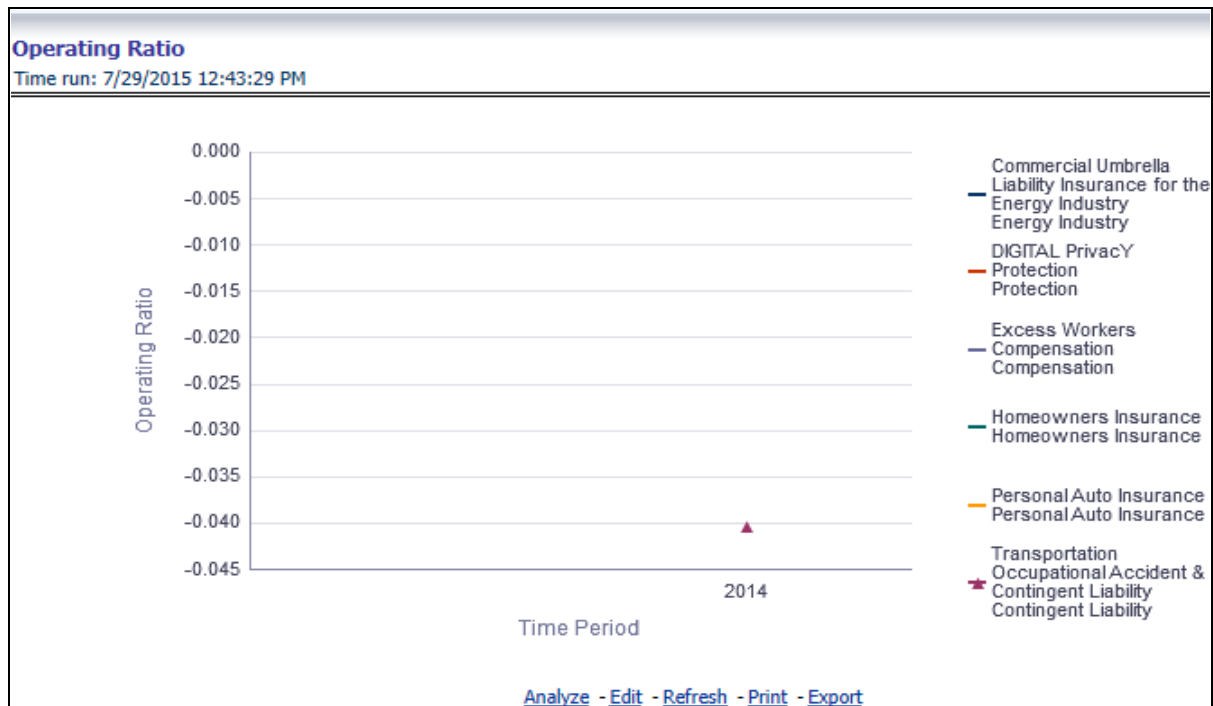 Operating Ratio
Time run: 7/29/2015 12:43:29 PM
0.000
-0.005
-0.010
-0.015
-0.020
-0.025
-0.030
-0.035
-0.040
-0.045
Operating Ratio
2014
Time Period
Commercial Umbrella
Liability Insurance for the
Energy Industry
Energy Industry
DIGITAL PrivacY
Protection
Protection
Excess Workers
Compensation
Compensation
Homeowners Insurance
Homeowners Insurance
Personal Auto Insurance
Personal Auto Insurance
Transportation
Occupational Accident &
Contingent Liability
Contingent Liability
Analyze - Edit - Refresh - Print - Export